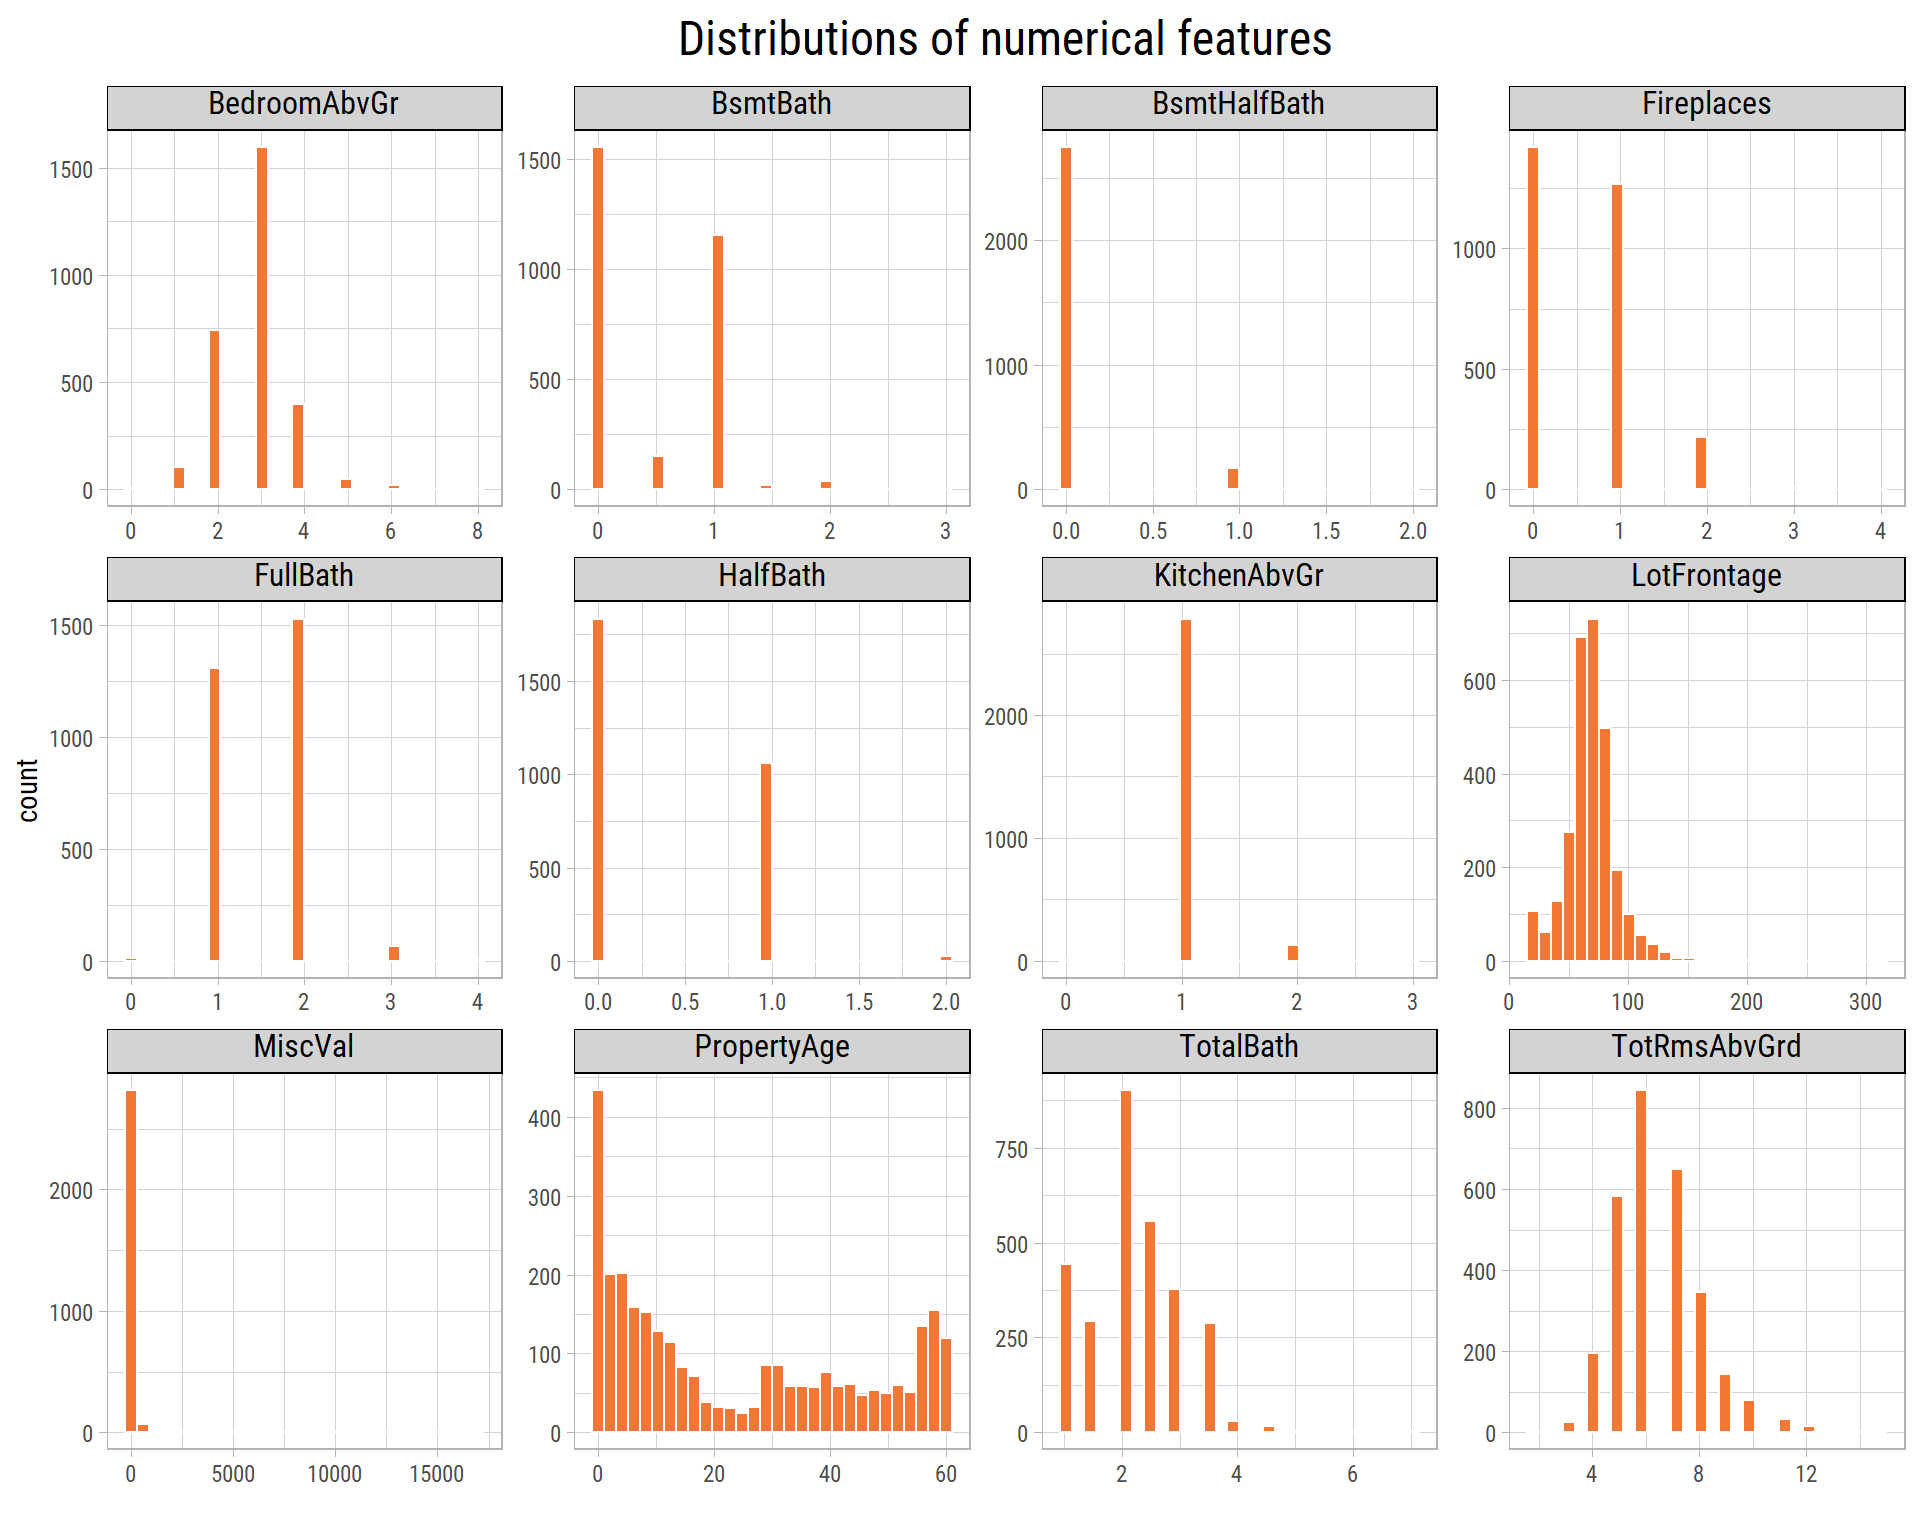 Distributions of numerical features
BedroomAbvGr
BsmtBath
BsmtHalfBath
Fireplaces
1500
1000
500
0
0 2 4 6 8
1500
1000
500
0
0 1 2 3
2000
1000
0
0.0 0.5 1.0 1.5 2.0
1000
500
0
0 1 2 3 4
count
FullBath
HalfBath
KitchenAbvGr
LotFrontage
1500
1000
500
0
0 1 2 3 4
1500
1000
500
0
0.0 0.5 1.0 1.5 2.0
2000
1000
0
0 1 2 3
600
400
200
0
0 100 200 300
MiscVal
PropertyAge
TotalBath
TotRmsAbvGrd
2000
1000
0
0 5000 10000 15000
400
300
200
100
0
0 20 40 60
750
500
250
0
2 4 6
800
600
400
200
0
4 8 12